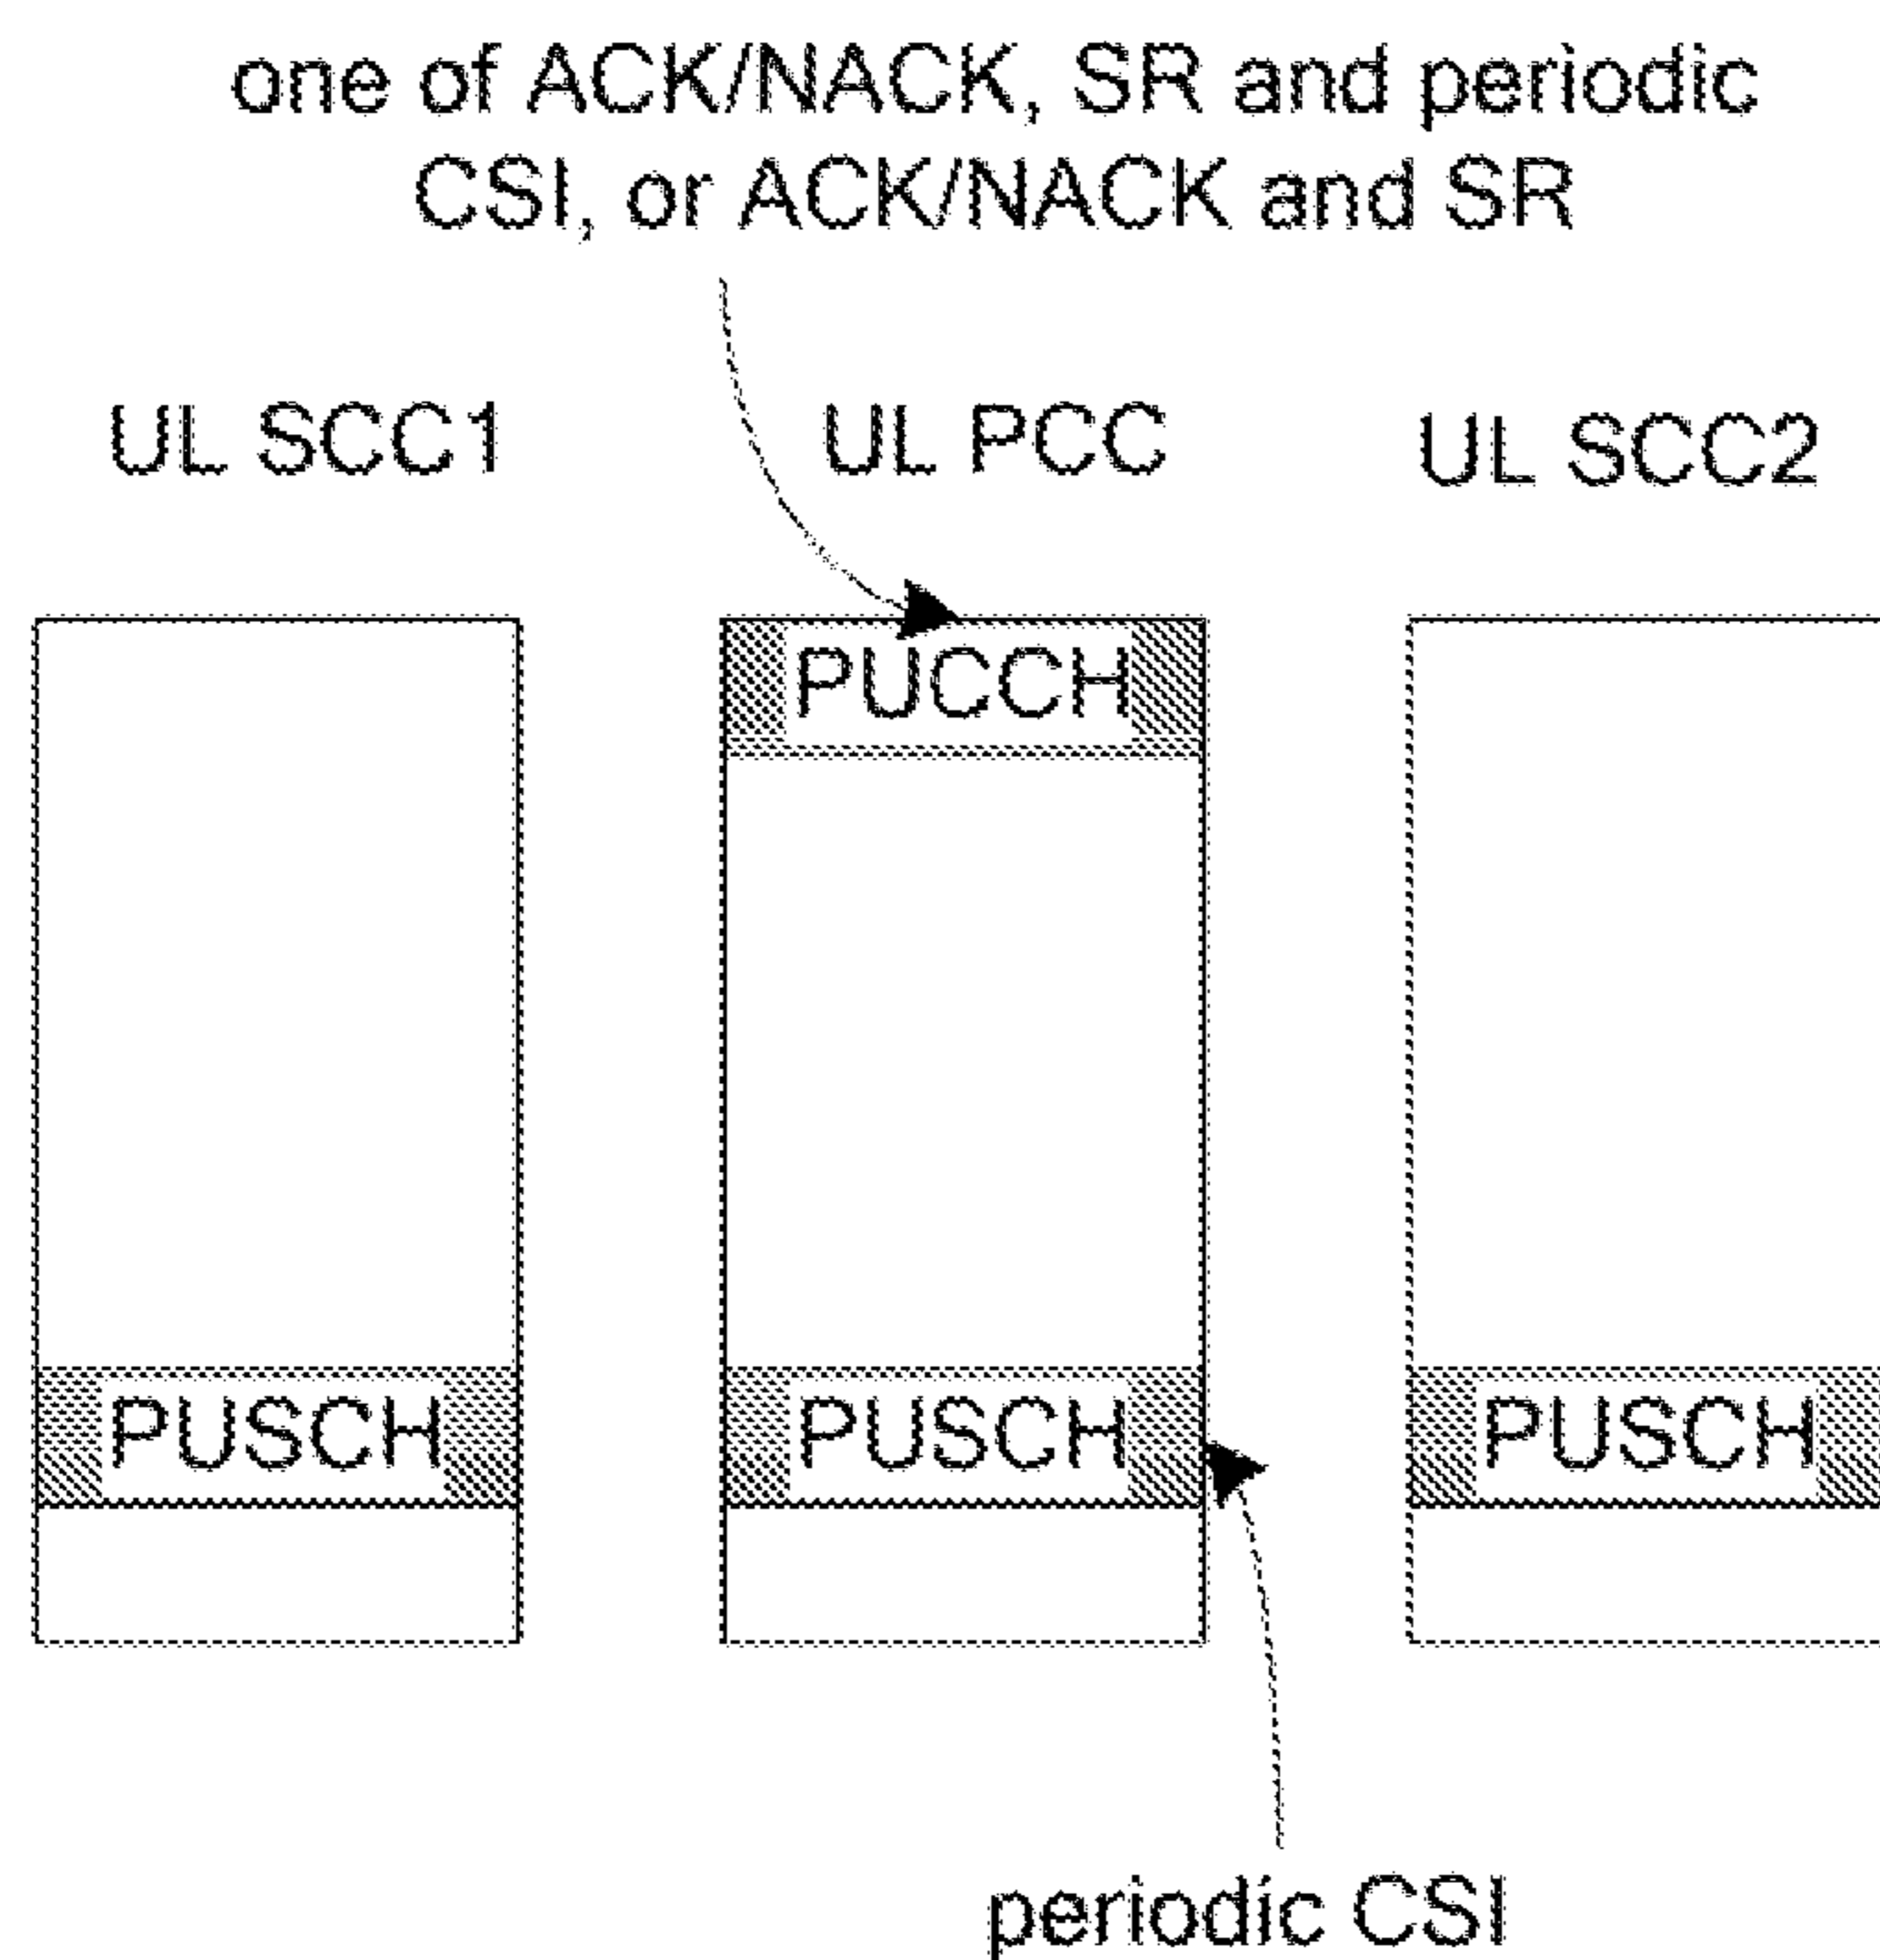 one of ACK/NACK, SR and periodic
CSI, or ACK/NACK and SR
UL SCC1
UL PCC
UL SCC2
PUCCH
PUSCH
PUSCH
PUSCH
periodic CSI